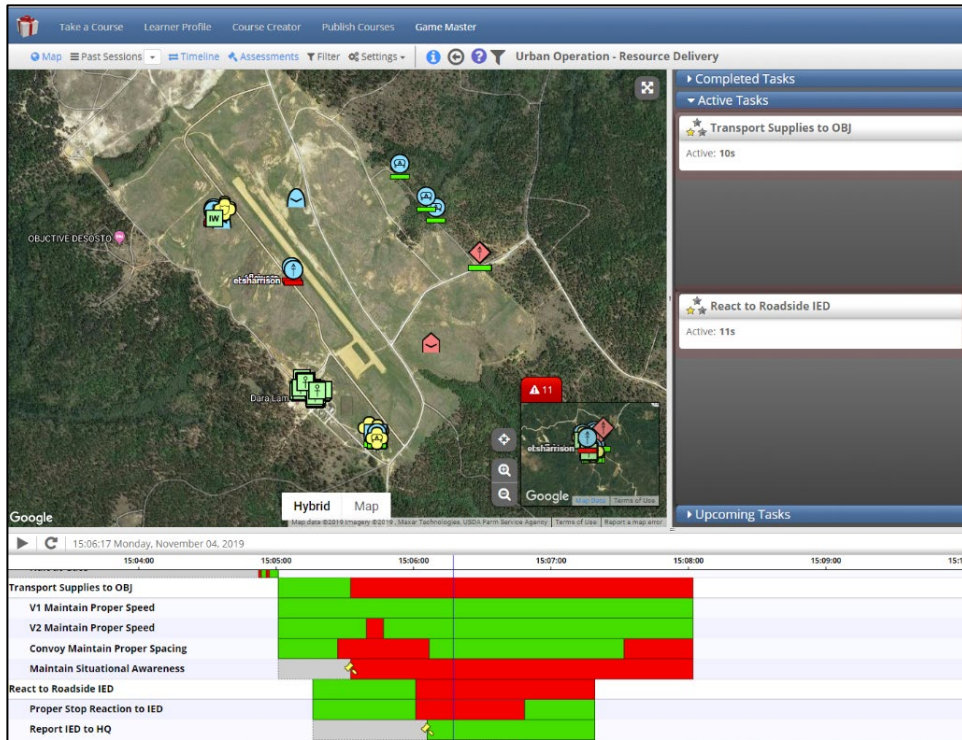 Take a Course Learner Profile Course Creator Publish Courses Game Master
Map Past Sessions Timeline Assessments Filter Settings Urban Operation - Resource Delivery
Completed Tasks
Active Tasks
Transport Supplies to OBJ
Active: 10s
IW
OBJCTIVE DESOSTO
etsharrison
React to Roadside IED
Active: 11s
Dara Lam
11
etsharrison
Google
Map Data Terms of Use
Hybrid Map
Upcoming Tasks
Google
Map data ©2019 Imagery ©2019 , Maxar Technologies, USDA Farm Service Agency Terms of Use Report a map error
15:06:17 Monday, November 04, 2019
15:04:00 15:05:00 15:06:00 15:07:00 15:08:00 15:09:00 15:1
Transport Supplies to OBJ
V1 Maintain Proper Speed
V2 Maintain Proper Speed
Convoy Maintain Proper Spacing
Maintain Situational Awareness
React to Roadside IED
Proper Stop Reaction to IED
Report IED to HQ